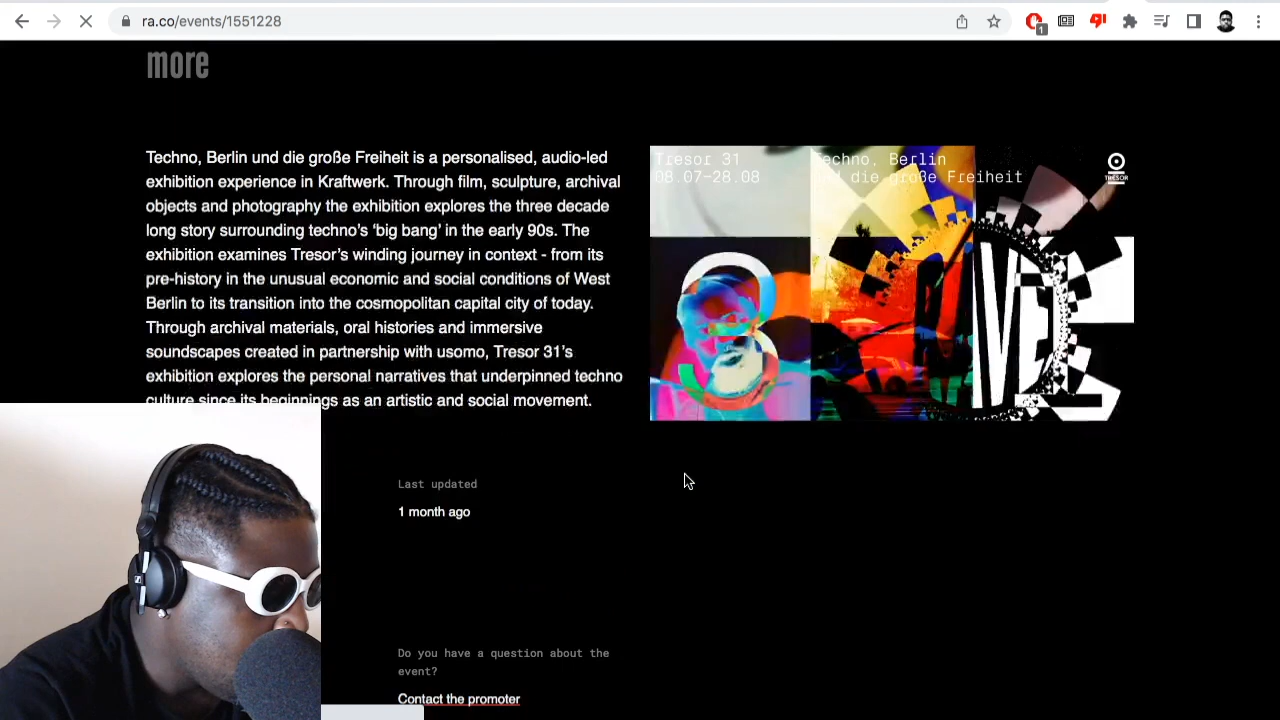 ra.co/events/1551228
1
more
Techno, Berlin und die große Freiheit is a personalised, audio-led
exhibition experience in Kraftwerk. Through film, sculpture, archival
objects and photography the exhibition explores the three decade
long story surrounding techno's ‘big bang’ in the early 90s. The
exhibition examines Tresor's winding journey in context - from its
pre-history in the unusual economic and social conditions of West
Berlin to its transition into the cosmopolitan capital city of today.
Through archival materials, oral histories and immersive
soundscapes created in partnership with usomo, Tresor 31's
exhibition explores the personal narratives that underpinned techno
culture since its beginnings as an artistic and social movement.
Tresor 31
08.07–28.08
Techno, Berlin
und die große Freiheit
TRESOR
Last updated
1 month ago
Do you have a question about the
event?
Contact the promoter